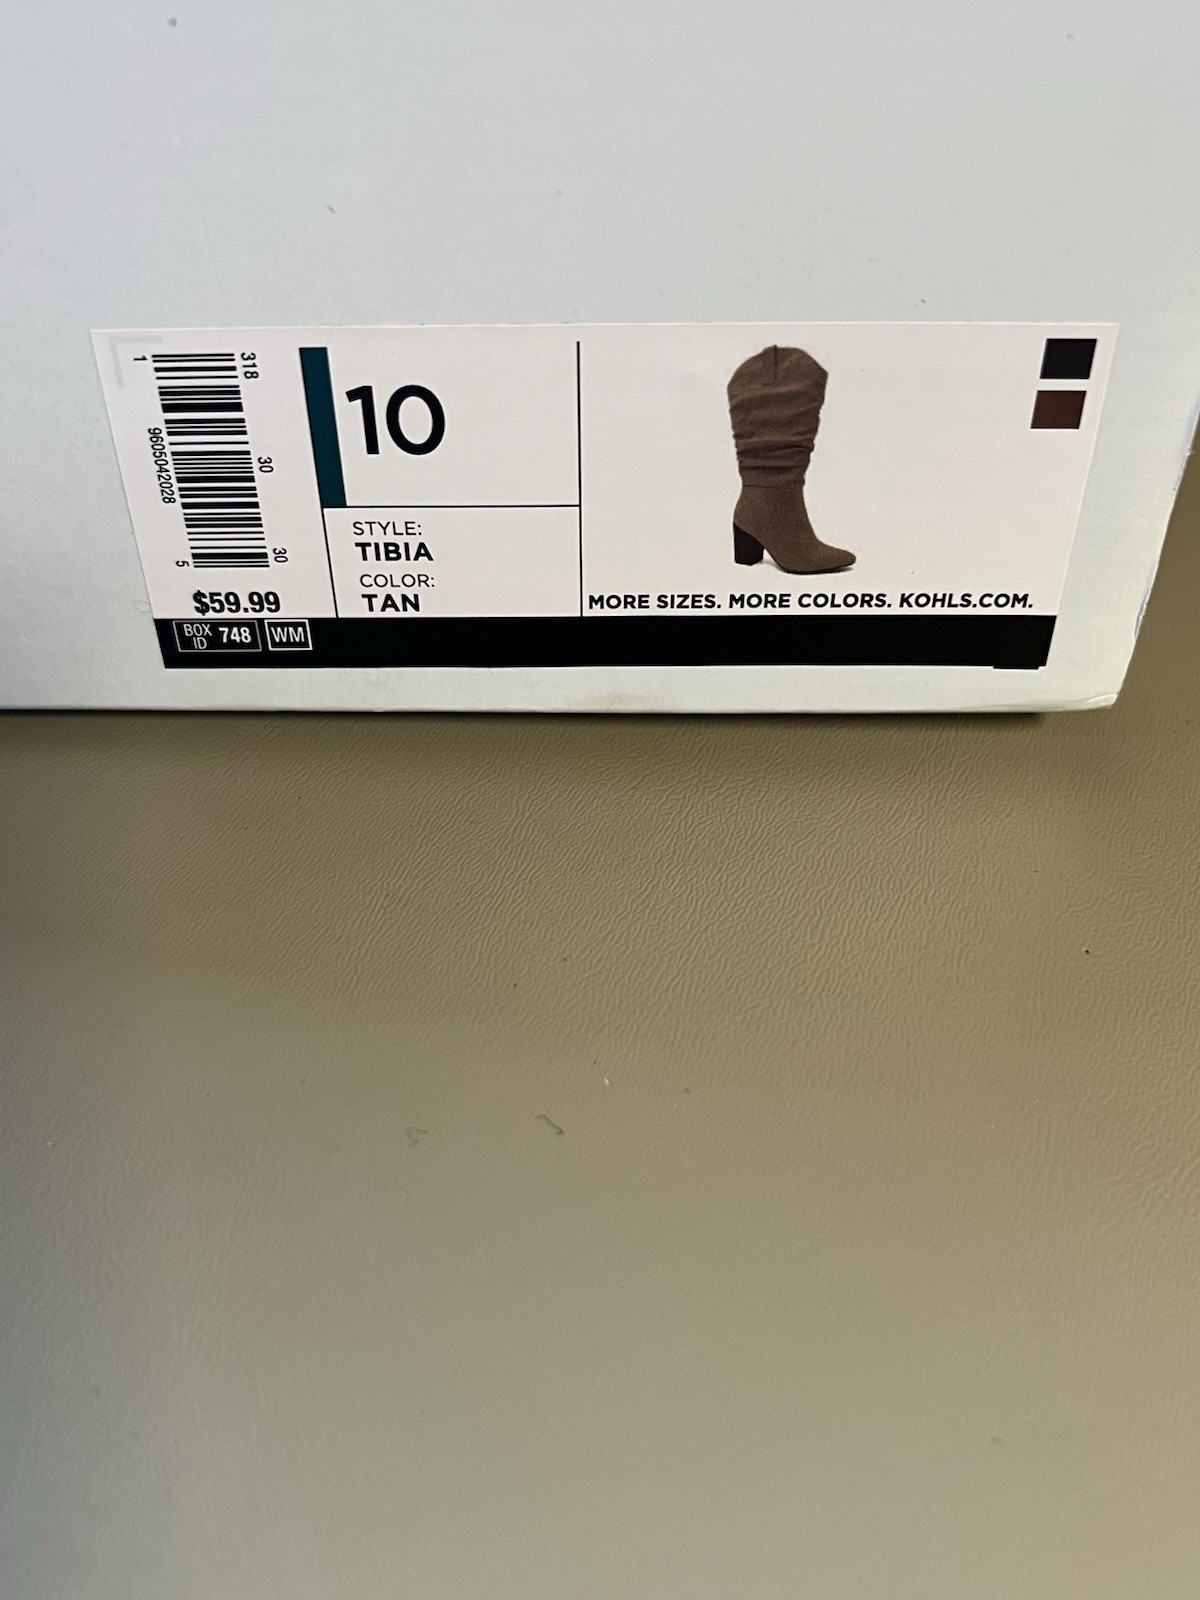 1
9605042028
5
318
30
30
$59.99
10
STYLE:
TIBIA
COLOR:
TAN
MORE SIZES. MORE COLORS. KOHLS.COM.
BOX ID 748 WM